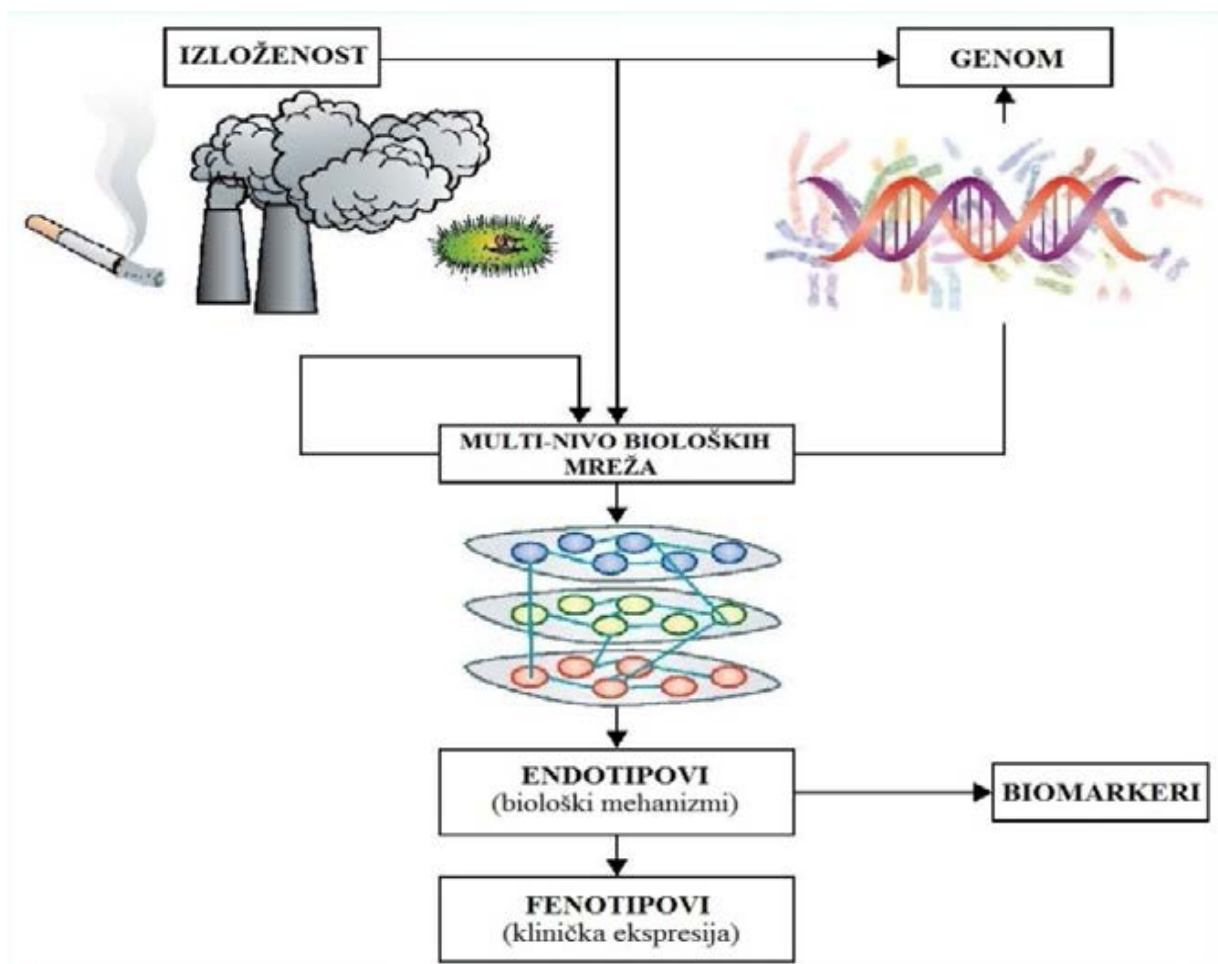 IZLOŽENOST
GENOM
MULTI-NIVO BIOLOŠKIH
MREŽA
ENDOTIPOVI
(biološki mehanizmi)
BIOMARKERI
FENOTIPOVI
(klinička ekspresija)